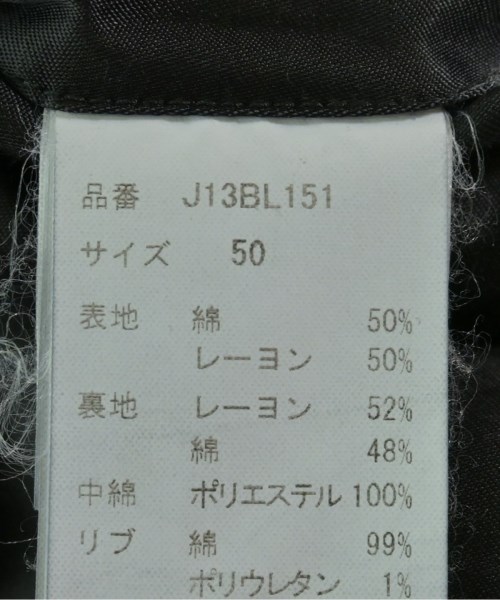 品番 J13BL151
サイズ 50
表地 綿 50%
レーヨン 50%
裏地 レーヨン 52%
綿 48%
中綿 ポリエステル 100%
リブ 綿 99%
ポリウレタン 1%